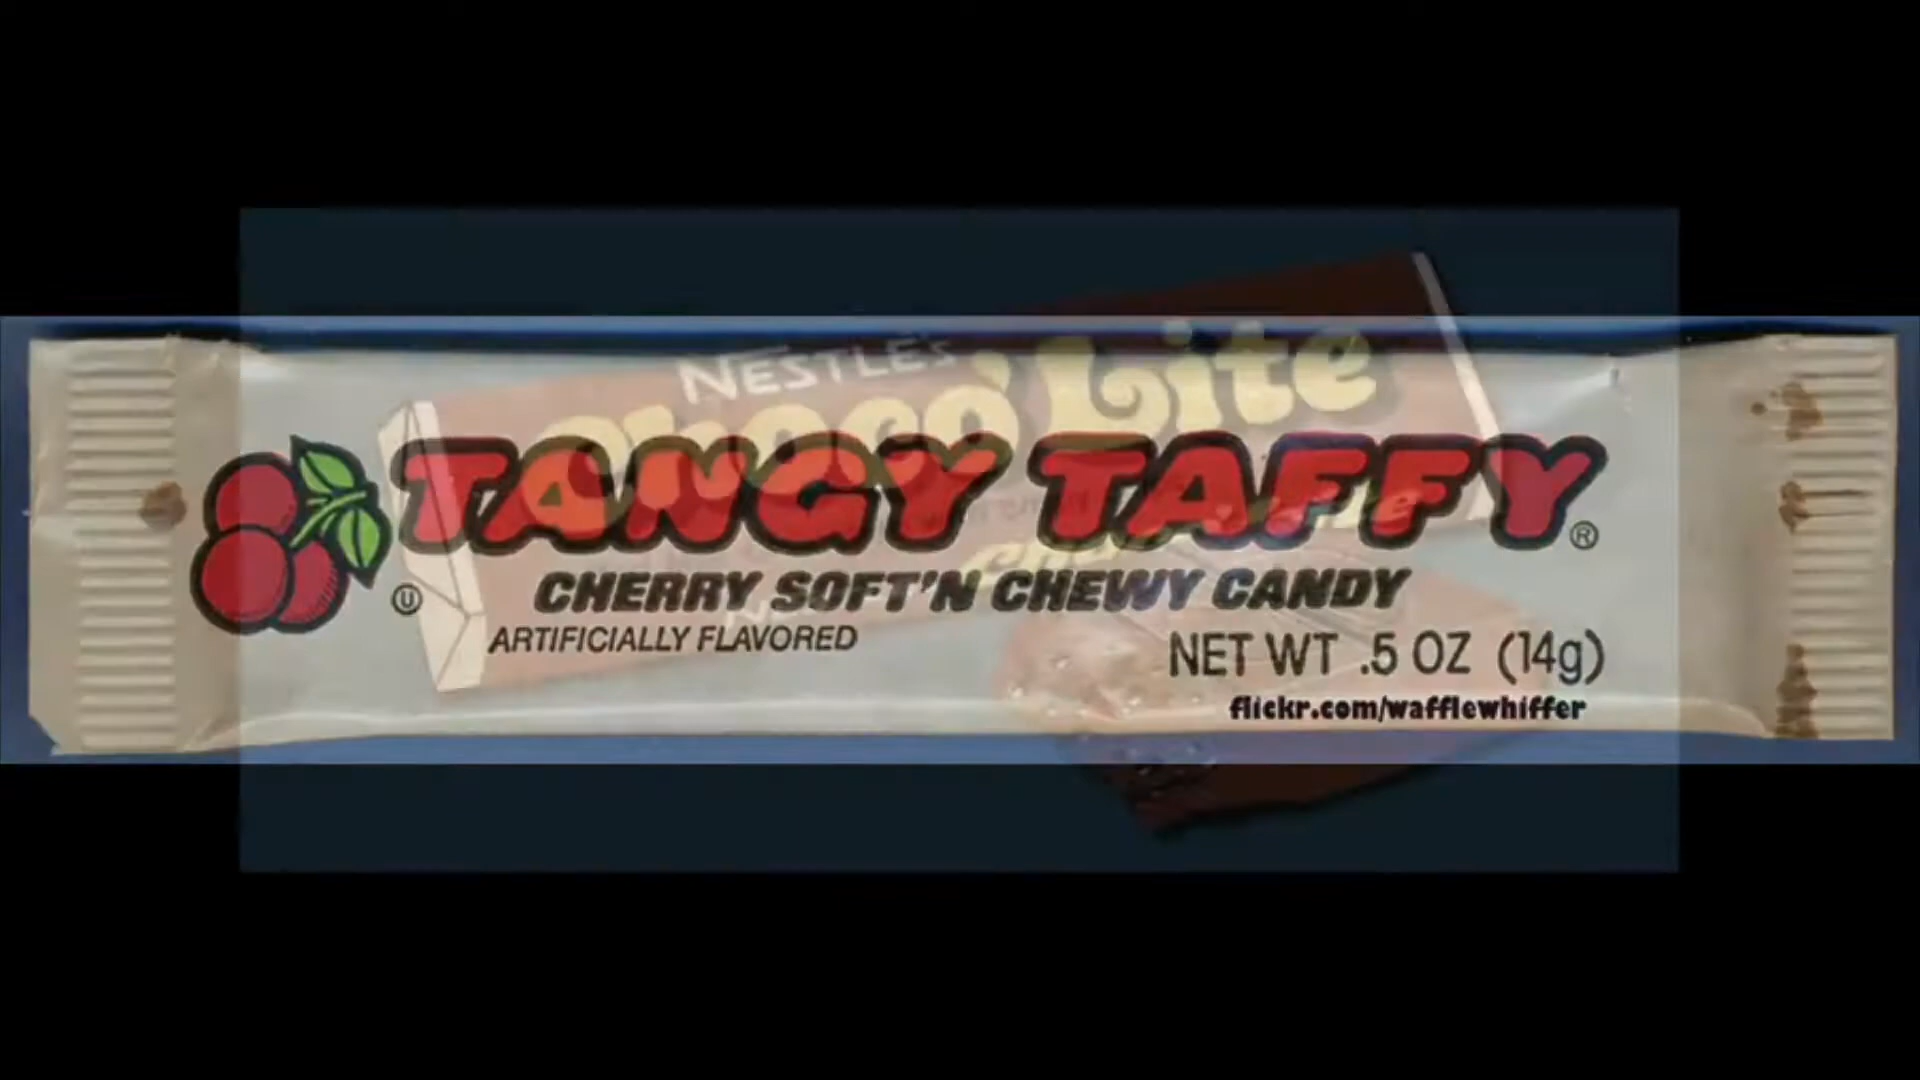 NESTLE'S
Choco'Lite
TANGY TAFFY ®
CHERRY SOFT'N CHEWY CANDY
U
ARTIFICIALLY FLAVORED
NET WT .5 OZ (14g)
flickr.com/wafflewhiffer